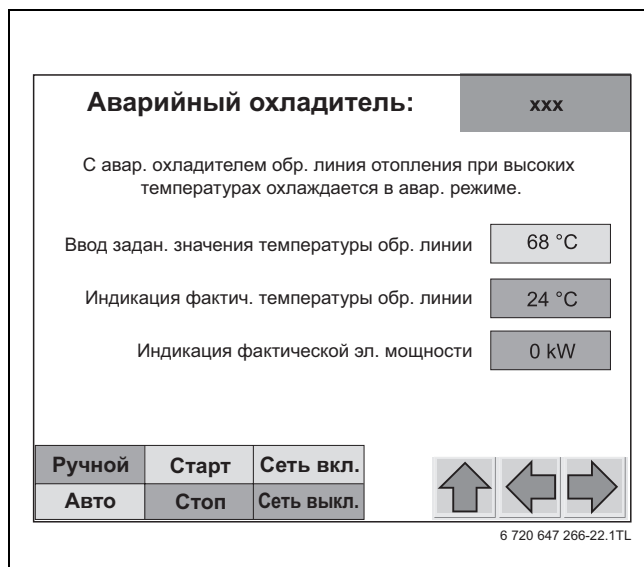 Аварийный охладитель: xxx
С авар. охладителем обр. линия отопления при высоких
температурах охлаждается в авар. режиме.
Ввод задан. значения температуры обр. линии 68 °C
Индикация фактич. температуры обр. линии 24 °C
Индикация фактической эл. мощности 0 kW
Ручной Старт Сеть вкл.
Авто Стоп Сеть выкл.
6 720 647 266-22.1TL